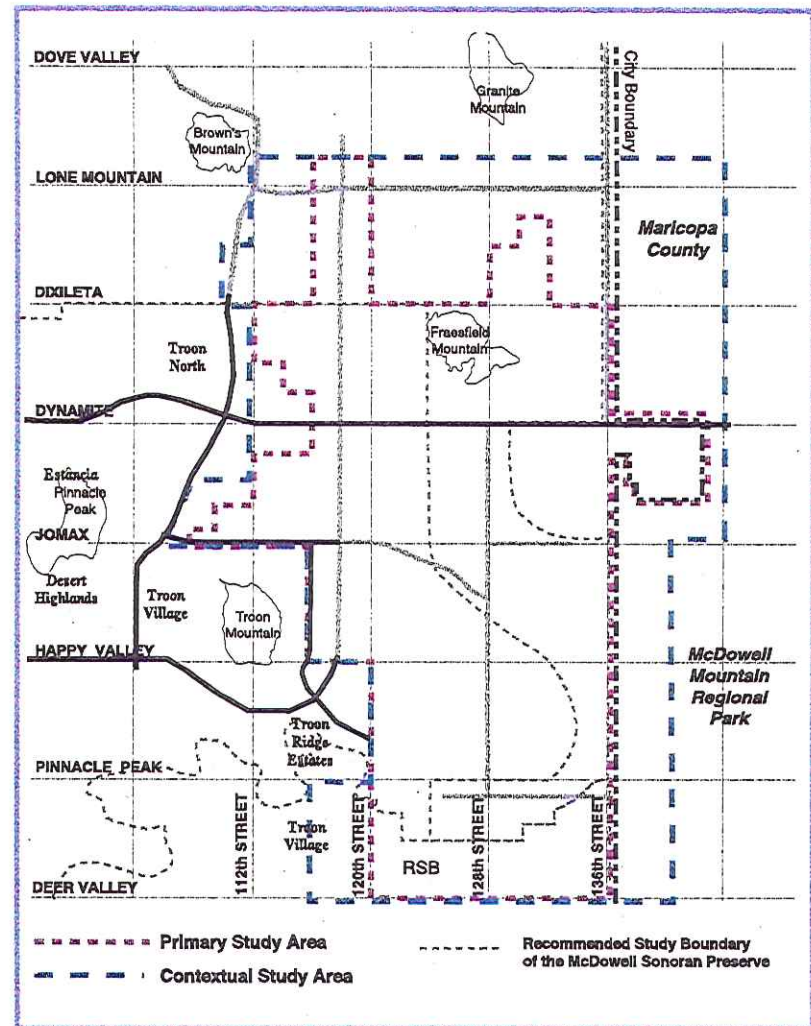 DOVE VALLEY
Granite
Mountain
City Boundary
Brown's
Mountain
LONE MOUNTAIN
Maricopa
County
DIXILETA
Fraesfield
Mountain
Troon
North
DYNAMITE
Estancia
Pinnacle
Peak
JOMAX
Desert
Highlands
Troon
Village
Troon
Mountain
HAPPY VALLEY
McDowell
Mountain
Regional
Park
Troon
Ridge
Estates
PINNACLE PEAK
112th STREET
Troon
Village
120th STREET
RSB
128th STREET
136th STREET
DEER VALLEY
Primary Study Area
Contextual Study Area
Recommended Study Boundary
of the McDowell Sonoran Preserve